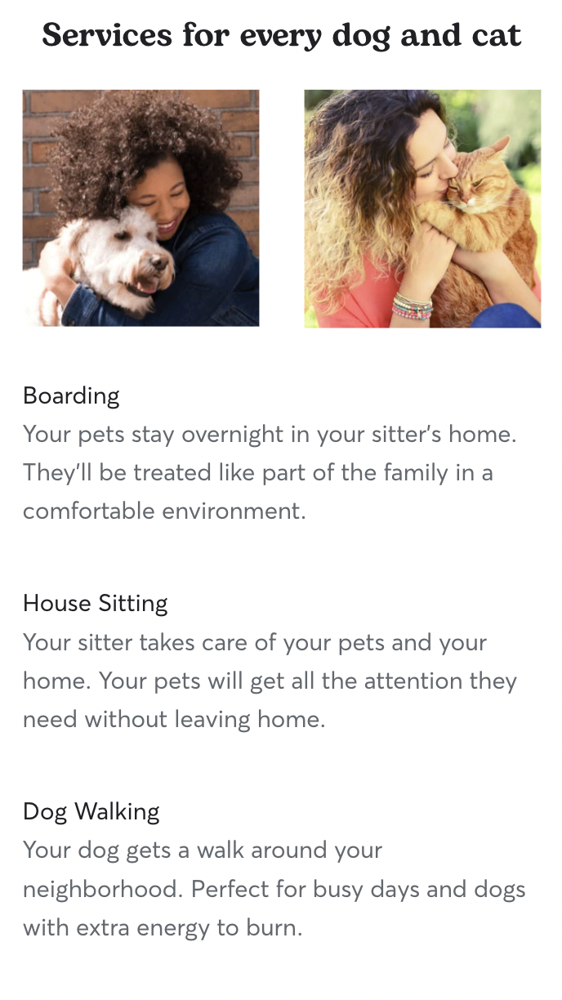 Services for every dog and cat
Boarding
Your pets stay overnight in your sitter’s home.
They’ll be treated like part of the family in a
comfortable environment.
House Sitting
Your sitter takes care of your pets and your
home. Your pets will get all the attention they
need without leaving home.
Dog Walking
Your dog gets a walk around your
neighborhood. Perfect for busy days and dogs
with extra energy to burn.